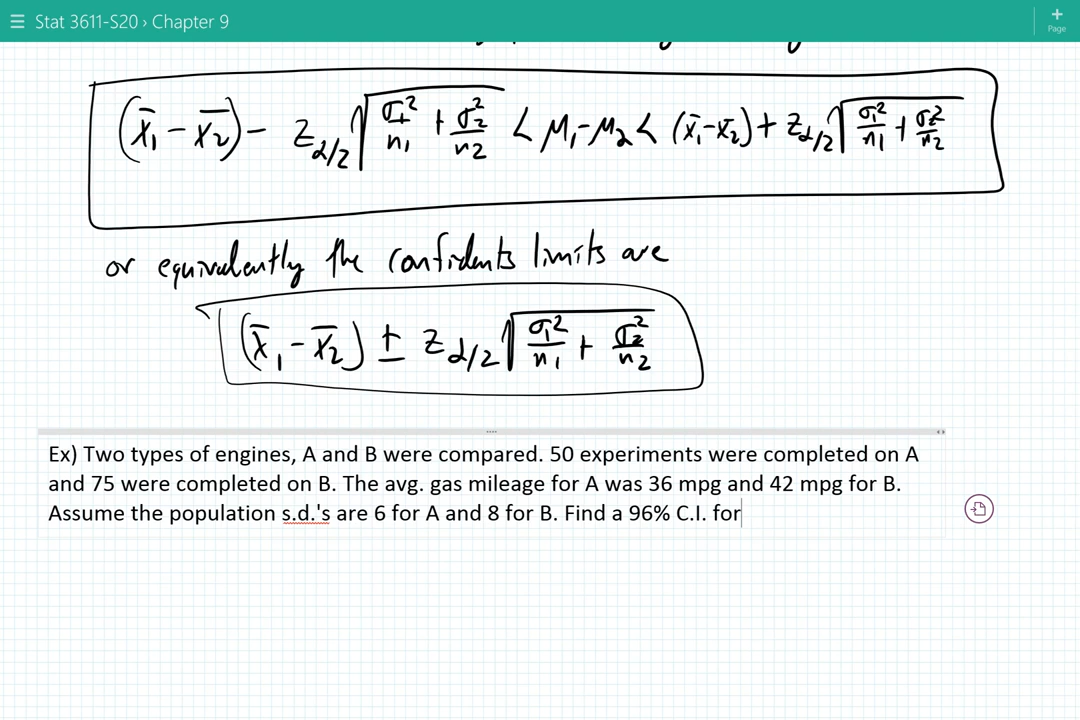 Stat 3611-S20 › Chapter 9
Page
(x̄₁ - x̄₂) - z_{α/2} √(σ₁²/n₁ + σ₂²/n₂) < μ₁-μ₂ < (x̄₁-x̄₂) + z_{α/2} √(σ₁²/n₁ + σ₂²/n₂)
or equivalently the confidents limits are
(x̄₁ - x̄₂) ± z_{α/2} √(σ₁²/n₁ + σ₂²/n₂)
Ex) Two types of engines, A and B were compared. 50 experiments were completed on A
and 75 were completed on B. The avg. gas mileage for A was 36 mpg and 42 mpg for B.
Assume the population s.d.'s are 6 for A and 8 for B. Find a 96% C.I. for